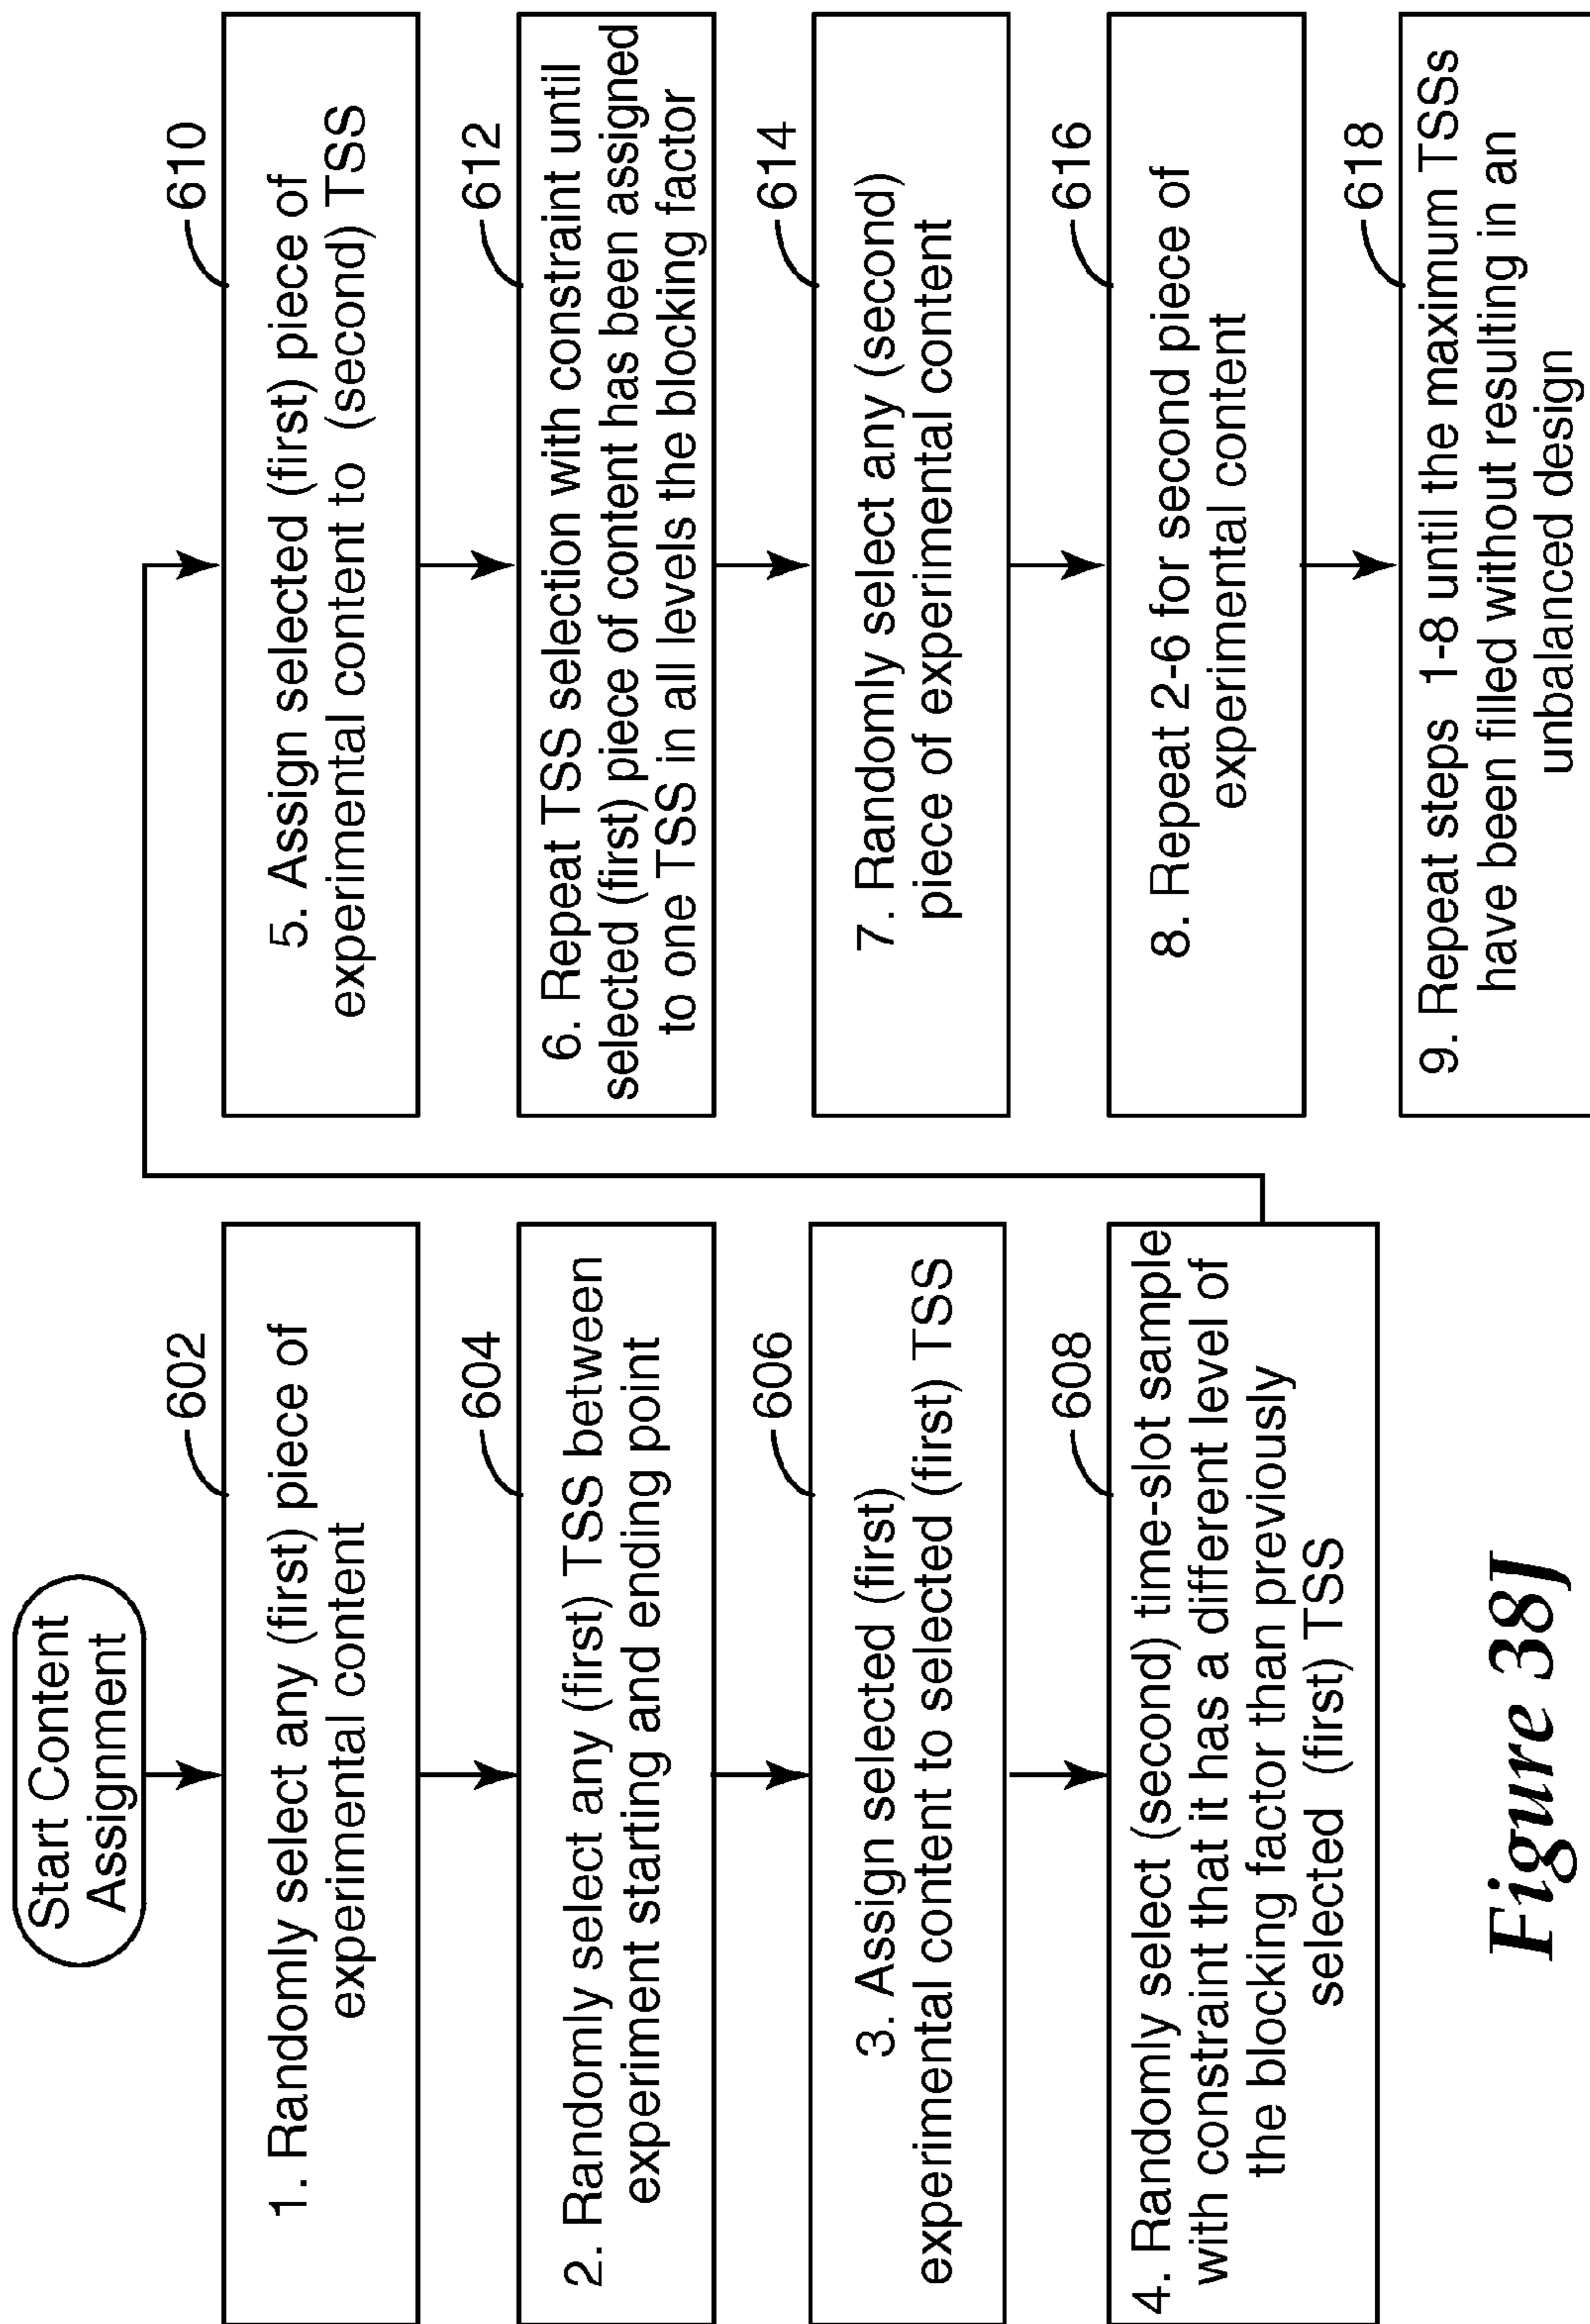 Start Content
Assignment
602
1. Randomly select any (first) piece of
experimental content
604
2. Randomly select any (first) TSS between
experiment starting and ending point
606
3. Assign selected (first)
experimental content to selected (first) TSS
608
4. Randomly select (second) time-slot sample
with constraint that it has a different level of
the blocking factor than previously
selected (first) TSS
610
5. Assign selected (first) piece of
experimental content to (second) TSS
612
6. Repeat TSS selection with constraint until
selected (first) piece of content has been assigned
to one TSS in all levels the blocking factor
614
7. Randomly select any (second)
piece of experimental content
616
8. Repeat 2-6 for second piece of
experimental content
618
9. Repeat steps 1-8 until the maximum TSSs
have been filled without resulting in an
unbalanced design
Figure 38J